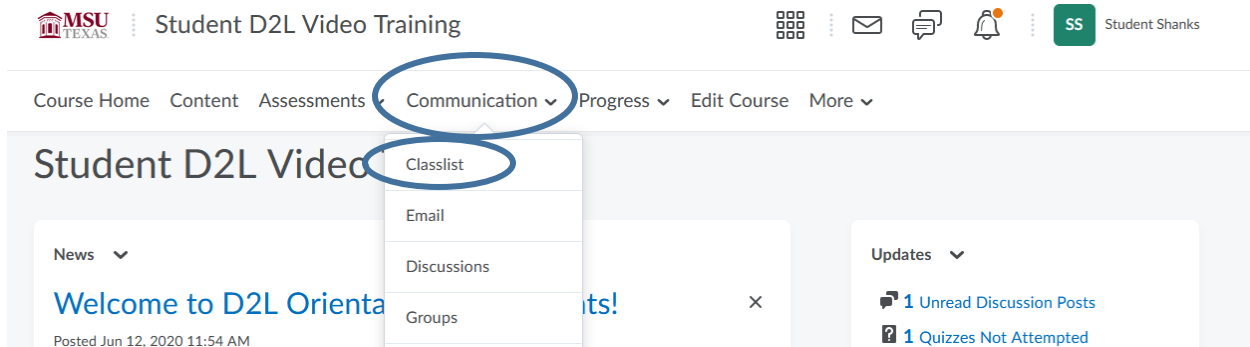 MSU
TEXAS
Student D2L Video Training
SS
Student Shanks
Course Home Content Assessments Communication Progress Edit Course More
Student D2L Video
Classlist
Email
Discussions
Groups
News
Welcome to D2L Orienta ts!
Posted Jun 12, 2020 11:54 AM
Updates
1 Unread Discussion Posts
1 Quizzes Not Attempted